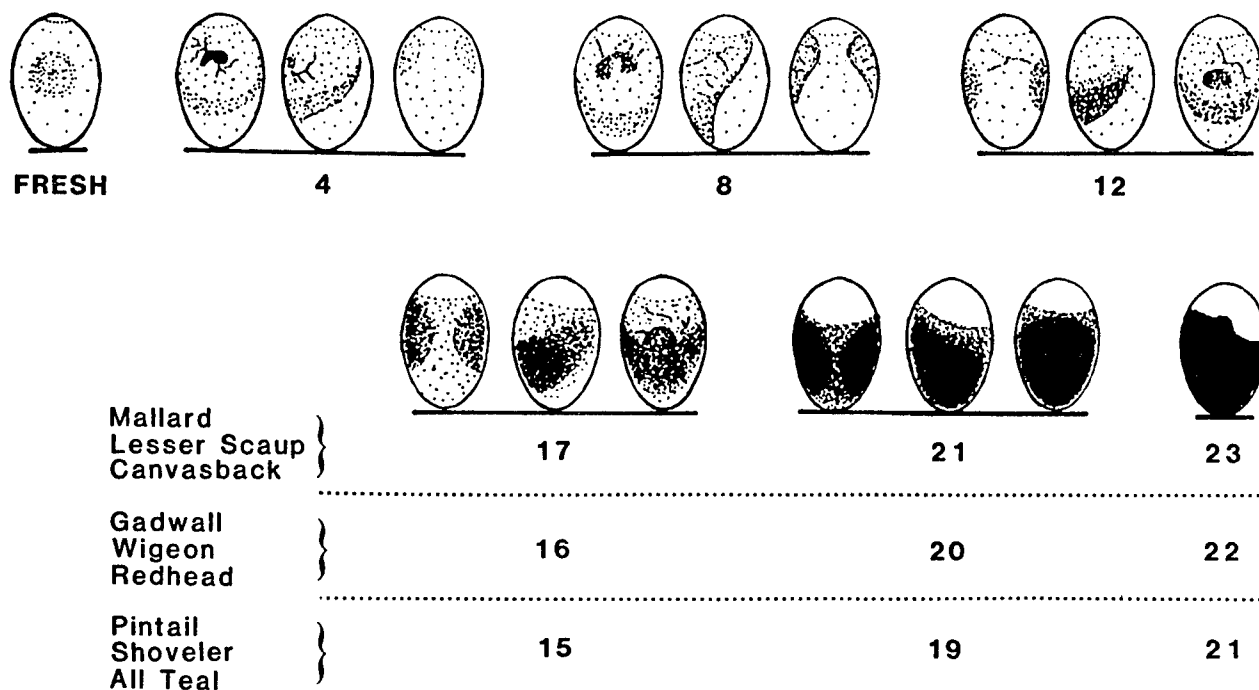 FRESH 4 8 12
Mallard
Lesser Scaup
Canvasback
17 21 23
Gadwall
Wigeon
Redhead
16 20 22
Pintail
Shoveler
All Teal
15 19 21